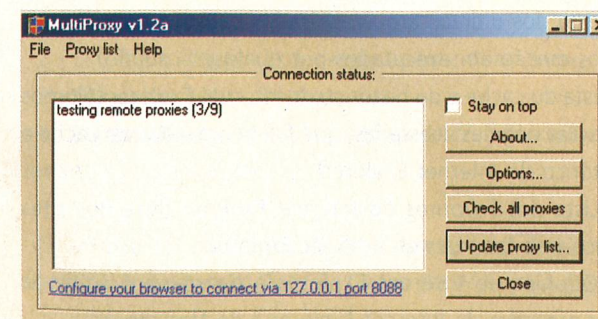 MultiProxy v1.2a
File Proxy list Help
Connection status:
testing remote proxies (3/9)
Stay on top
About...
Options...
Check all proxies
Update proxy list...
Close
Configure your browser to connect via 127.0.0.1 port 8088